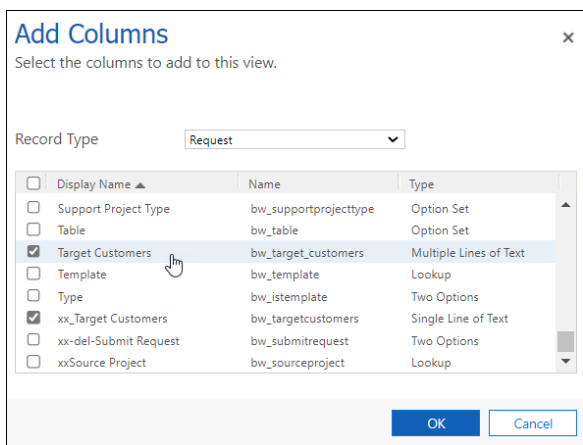 Add Columns
Select the columns to add to this view.
Record Type Request
Display Name Name Type
Support Project Type bw_supportprojecttype Option Set
Table bw_table Option Set
Target Customers bw_target_customers Multiple Lines of Text
Template bw_template Lookup
Type bw_istemplate Two Options
xx_Target Customers bw_targetcustomers Single Line of Text
xx-del-Submit Request bw_submitrequest Two Options
xxSource Project bw_sourceproject Lookup
OK Cancel